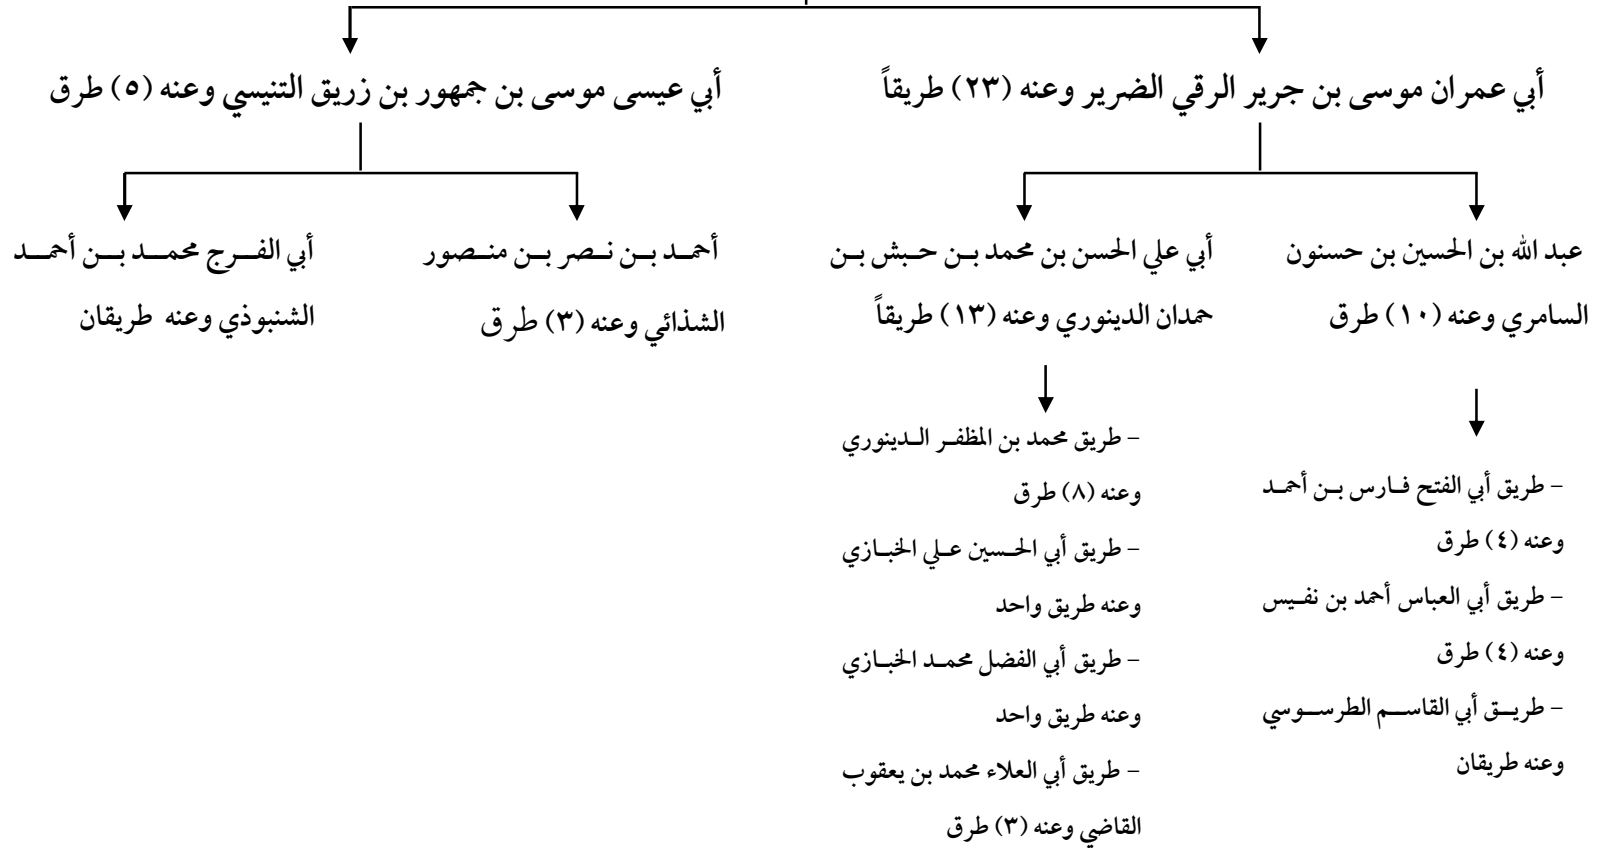 أبي عمران موسى بن جرير الرقي الضرير وعنه (٢٣) طريقاً
أبي عيسى موسى بن جمهور بن زريق التنيسي وعنه (٥) طرق
عبد الله بن الحسين بن حسنون
السامري وعنه (١٠) طرق
أبي علي الحسن بن محمد بن حبش بن
حمدان الدينوري وعنه (١٣) طريقاً
أحمد بن نصر بن منصور
الشذائي وعنه (٣) طرق
أبي الفرج محمد بن أحمد
الشنبوذي وعنه طريقان
– طريق أبي الفتح فارس بن أحمد
وعنه (٤) طرق
– طريق أبي العباس أحمد بن نفيس
وعنه (٤) طرق
– طريق أبي القاسم الطرسوسي
وعنه طريقان
– طريق محمد بن المظفر الدينوري
وعنه (٨) طرق
– طريق أبي الحسين علي الخبازي
وعنه طريق واحد
– طريق أبي الفضل محمد الخبازي
وعنه طريق واحد
– طريق أبي العلاء محمد بن يعقوب
القاضي وعنه (٣) طرق